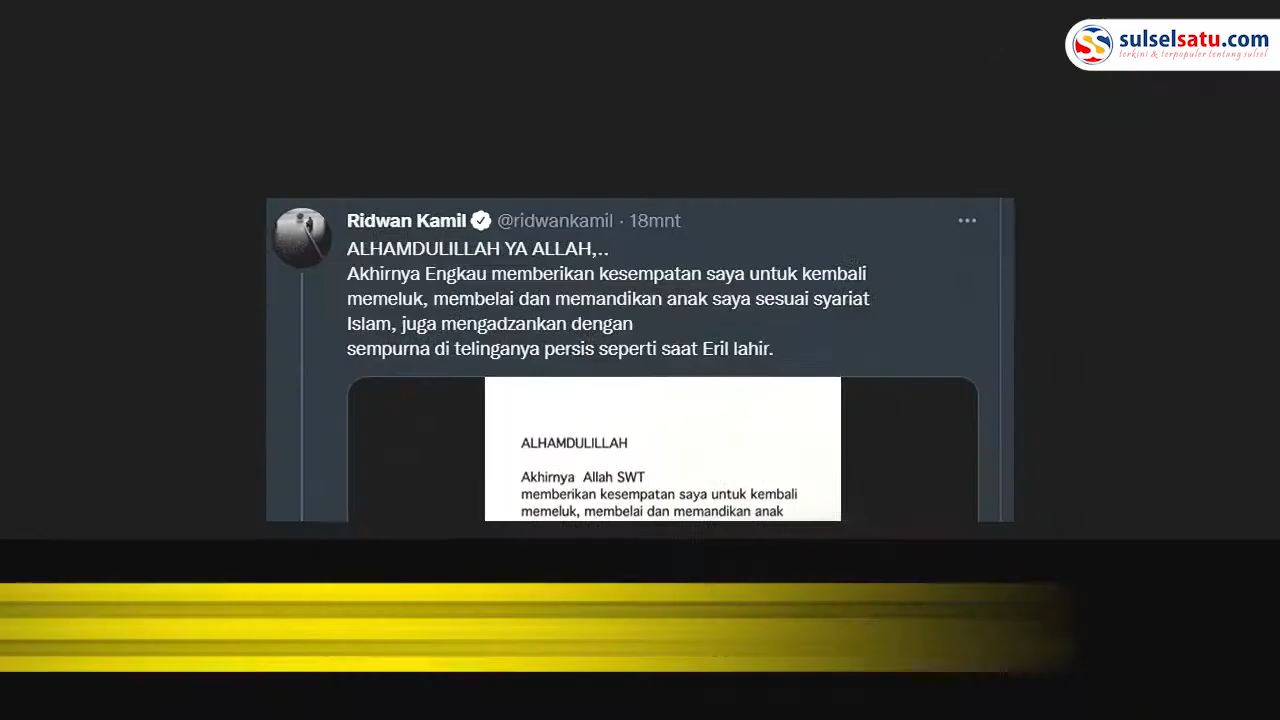 sulselsatu.com
terkini & terpopuler tentang sulsel
Ridwan Kamil @ridwankamil · 18mnt
ALHAMDULILLAH YA ALLAH,..
Akhirnya Engkau memberikan kesempatan saya untuk kembali
memeluk, membelai dan memandikan anak saya sesuai syariat
Islam, juga mengadzankan dengan
sempurna di telinganya persis seperti saat Eril lahir.
ALHAMDULILLAH
Akhirnya Allah SWT
memberikan kesempatan saya untuk kembali
memeluk, membelai dan memandikan anak